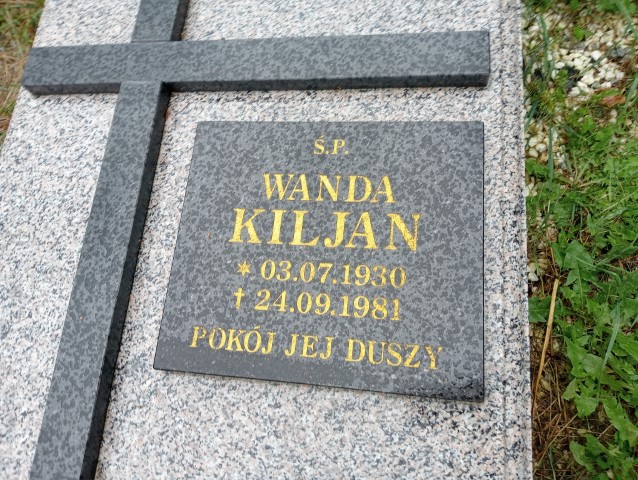 Ś.P.
WANDA
KILJAN
* 03.07.1930
† 24.09.1981
POKÓJ JEJ DUSZY